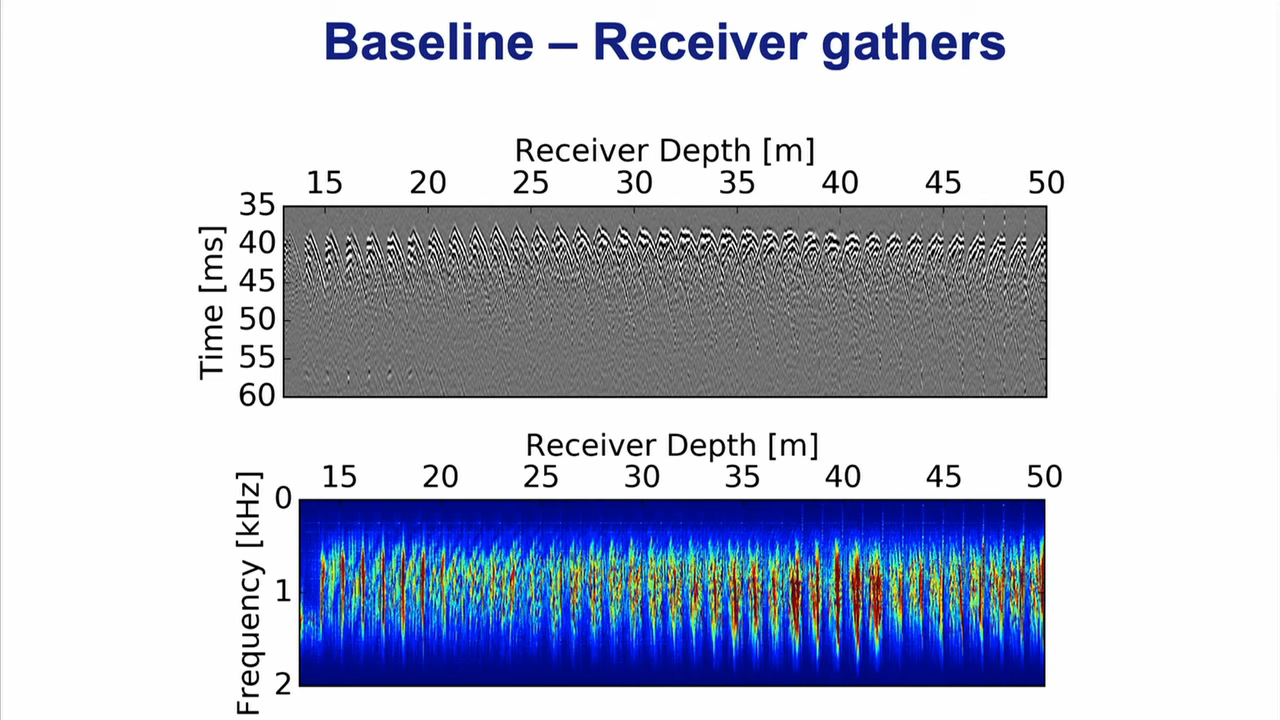 Baseline – Receiver gathers
Receiver Depth [m]
15 20 25 30 35 40 45 50
Time [ms]
35
40
45
50
55
60
Receiver Depth [m]
15 20 25 30 35 40 45 50
Frequency [kHz]
0
1
2